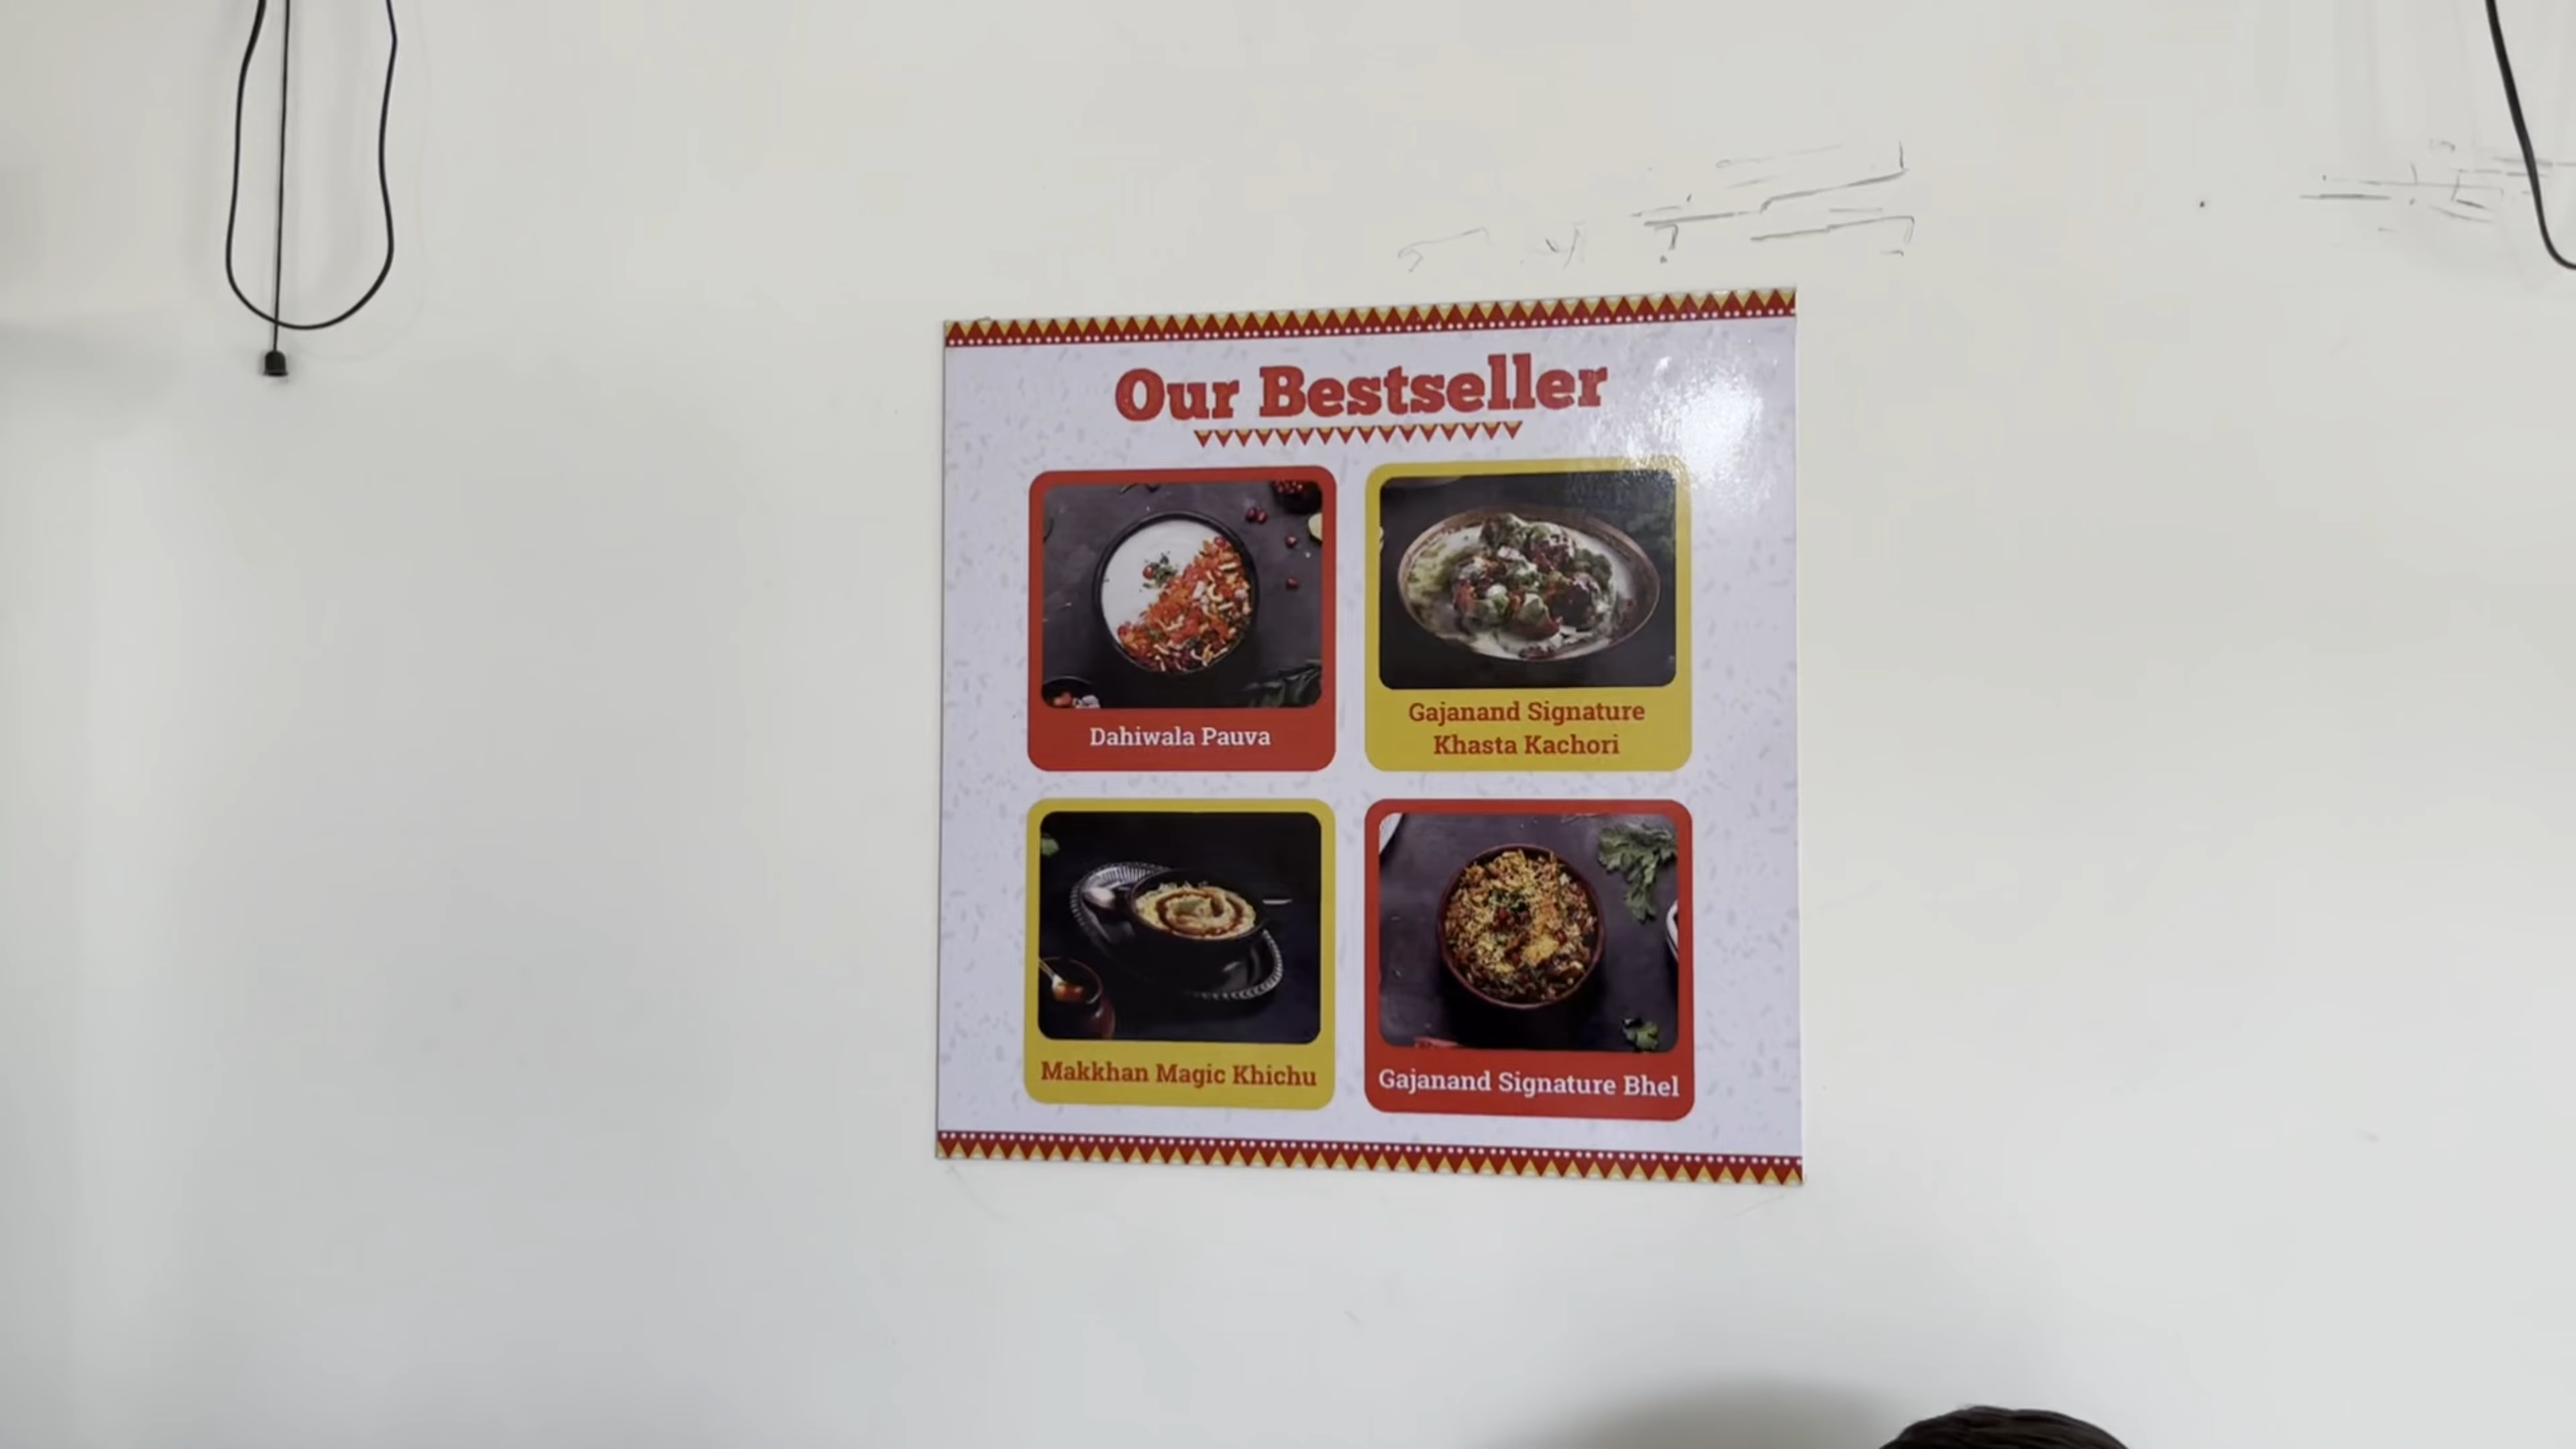 Our Bestseller
Dahiwala Pauva
Gajanand Signature
Khasta Kachori
Makkhan Magic Khichu
Gajanand Signature Bhel